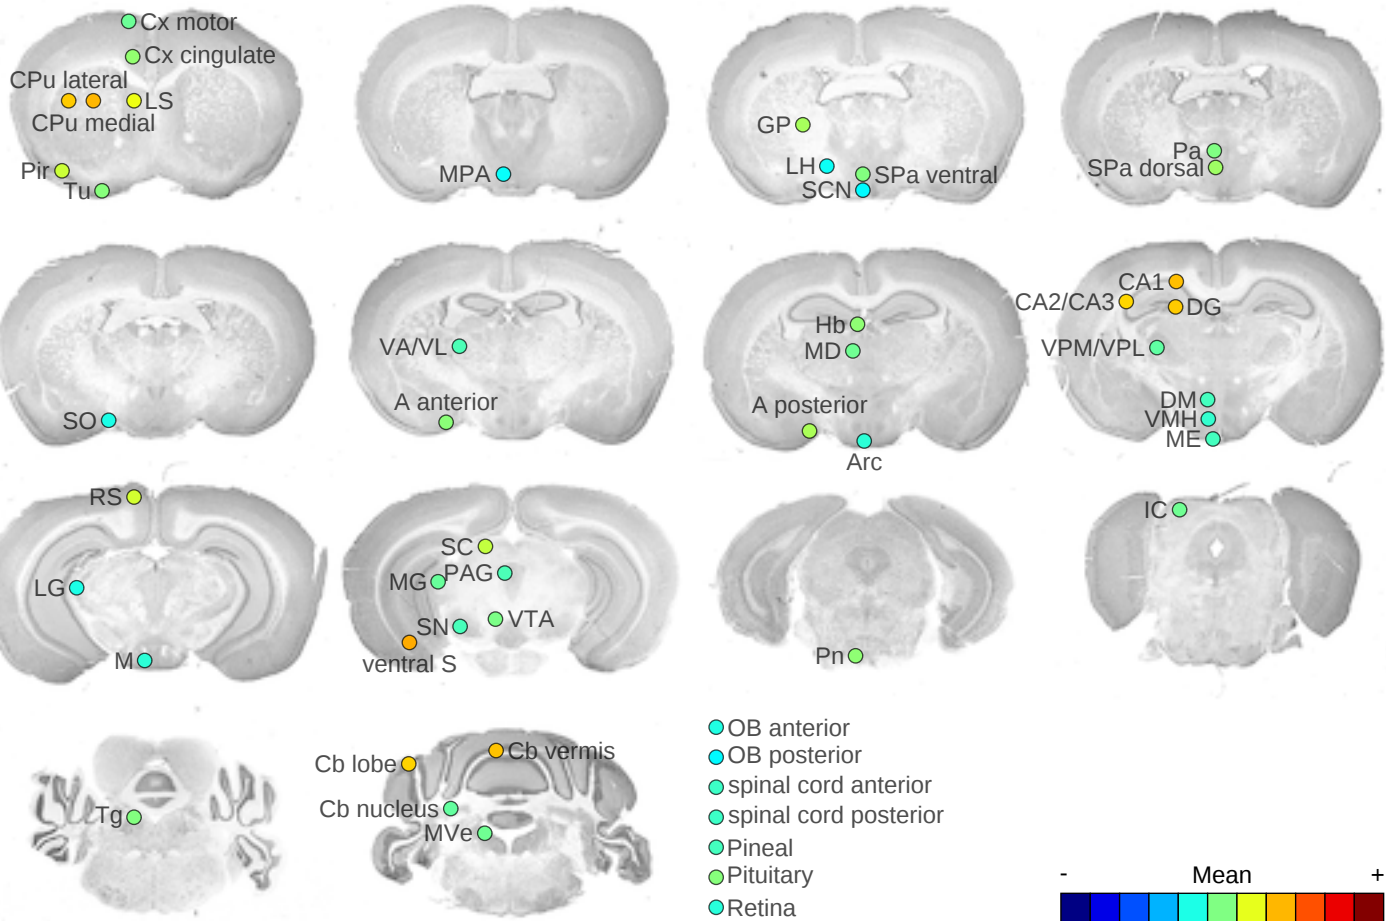 Cx motor
Cx cingulate
CPu lateral
LS
CPu medial
Pir
Tu
MPA
GP
LH
SPa ventral
SCN
Pa
SPa dorsal
SO
VA/VL
A anterior
Hb
MD
A posterior
Arc
CA1
CA2/CA3
DG
VPM/VPL
DM
VMH
ME
RS
LG
M
SC
MG
PAG
SN
VTA
ventral S
Pn
IC
Tg
Cb lobe
Cb vermis
Cb nucleus
MVe
OB anterior
OB posterior
spinal cord anterior
spinal cord posterior
Pineal
Pituitary
Retina
- Mean +